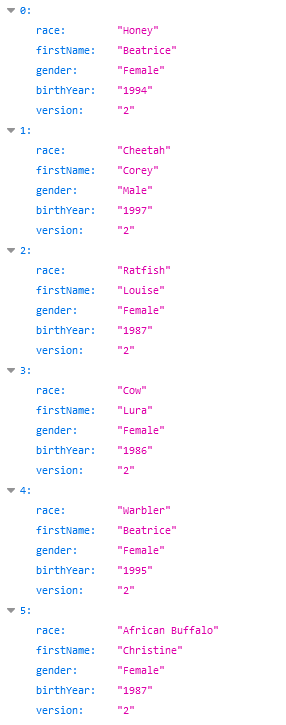 0:
race: "Honey"
firstName: "Beatrice"
gender: "Female"
birthYear: "1994"
version: "2"
1:
race: "Cheetah"
firstName: "Corey"
gender: "Male"
birthYear: "1997"
version: "2"
2:
race: "Ratfish"
firstName: "Louise"
gender: "Female"
birthYear: "1987"
version: "2"
3:
race: "Cow"
firstName: "Lura"
gender: "Female"
birthYear: "1986"
version: "2"
4:
race: "Warbler"
firstName: "Beatrice"
gender: "Female"
birthYear: "1995"
version: "2"
5:
race: "African Buffalo"
firstName: "Christine"
gender: "Female"
birthYear: "1987"
version: "2"